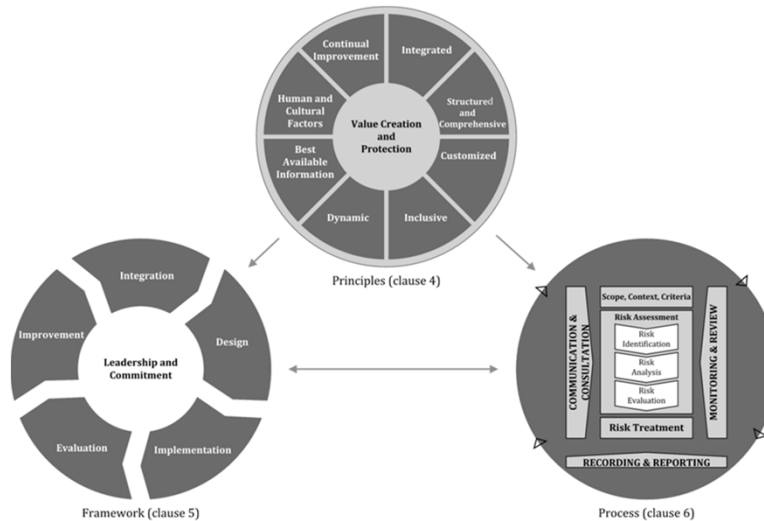 Continual
Improvement
Integrated
Human and
Cultural
Factors
Structured
and
Comprehensive
Value Creation
and
Protection
Best
Available
Information
Customized
Dynamic
Inclusive
Principles (clause 4)
Integration
Improvement
Design
Leadership and
Commitment
Evaluation
Implementation
Framework (clause 5)
Scope, Context, Criteria
Risk Assessment
Risk
Identification
Risk
Analysis
Risk
Evaluation
Risk Treatment
COMMUNICATION &
CONSULTATION
MONITORING & REVIEW
RECORDING & REPORTING
Process (clause 6)